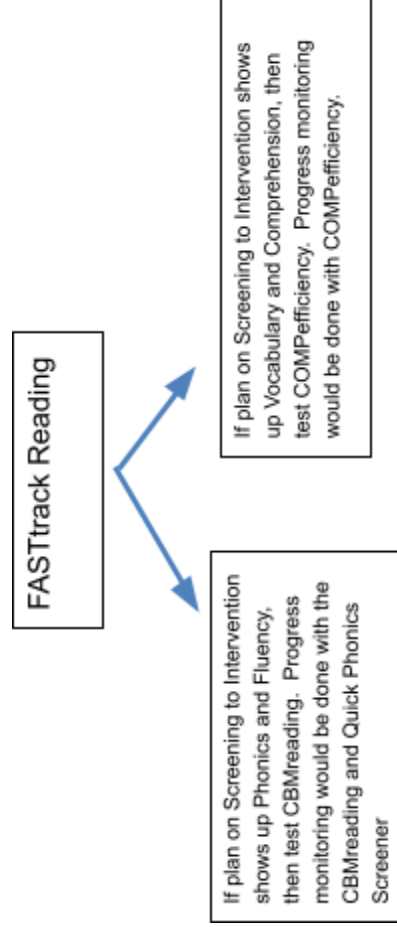 FASTtrack Reading
If plan on Screening to Intervention
shows up Phonics and Fluency,
then test CBMreading.  Progress
monitoring would be done with the
CBMreading and Quick Phonics
Screener
If plan on Screening to Intervention shows
up Vocabulary and Comprehension, then
test COMPefficiency.  Progress monitoring
would be done with COMPefficiency.